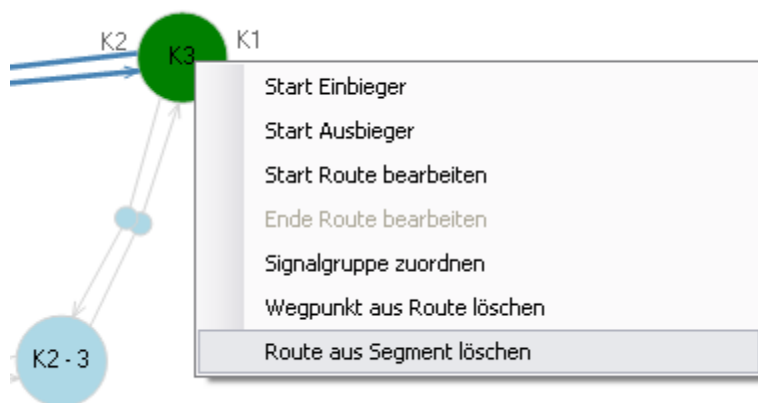 K2
K3
K1
Start Einbieger
Start Ausbieger
Start Route bearbeiten
Ende Route bearbeiten
Signalgruppe zuordnen
Wegpunkt aus Route löschen
Route aus Segment löschen
K2 - 3